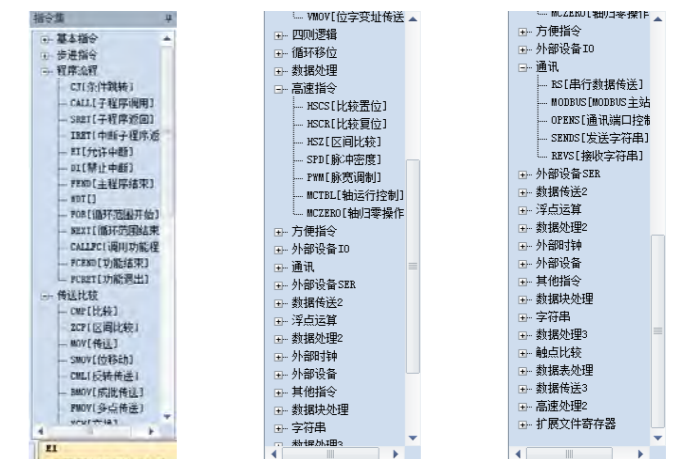 指令集
基本指令
步进指令
程序流程
CJ[条件跳转]
CALL[子程序调用]
SRET[子程序返回]
IRET[中断子程序返
EI[允许中断]
DI[禁止中断]
FEND[主程序结束]
WDT[]
FOR[循环范围开始]
NEXT[循环范围结束
CALLFC[调用功能程
FCEND[功能结束]
FCRET[功能退出]
传送比较
CMP[比较]
ZCP[区间比较]
MOV[传送]
SMOV[位移动]
CML[反转传送]
BMOV[成批传送]
FMOV[多点传送]
XCH[交换]
EI
VMOV[位字变址传送
四则逻辑
循环移位
数据处理
高速指令
HSCS[比较置位]
HSCR[比较复位]
HSZ[区间比较]
SPD[脉冲密度]
PWM[脉宽调制]
MCTBL[轴运行控制]
MCZERO[轴归零操作
方便指令
外部设备IO
通讯
外部设备SER
数据传送2
浮点运算
数据处理2
外部时钟
外部设备
其他指令
数据块处理
字符串
数据处理3
MCZERO[轴归零操作
方便指令
外部设备IO
通讯
RS[串行数据传送]
MODBUS[MODBUS主站
OPENS[通讯端口控制
SENDS[发送字符串]
REVS[接收字符串]
外部设备SER
数据传送2
浮点运算
数据处理2
外部时钟
外部设备
其他指令
数据块处理
字符串
数据处理3
触点比较
数据表处理
数据传送3
高速处理2
扩展文件寄存器